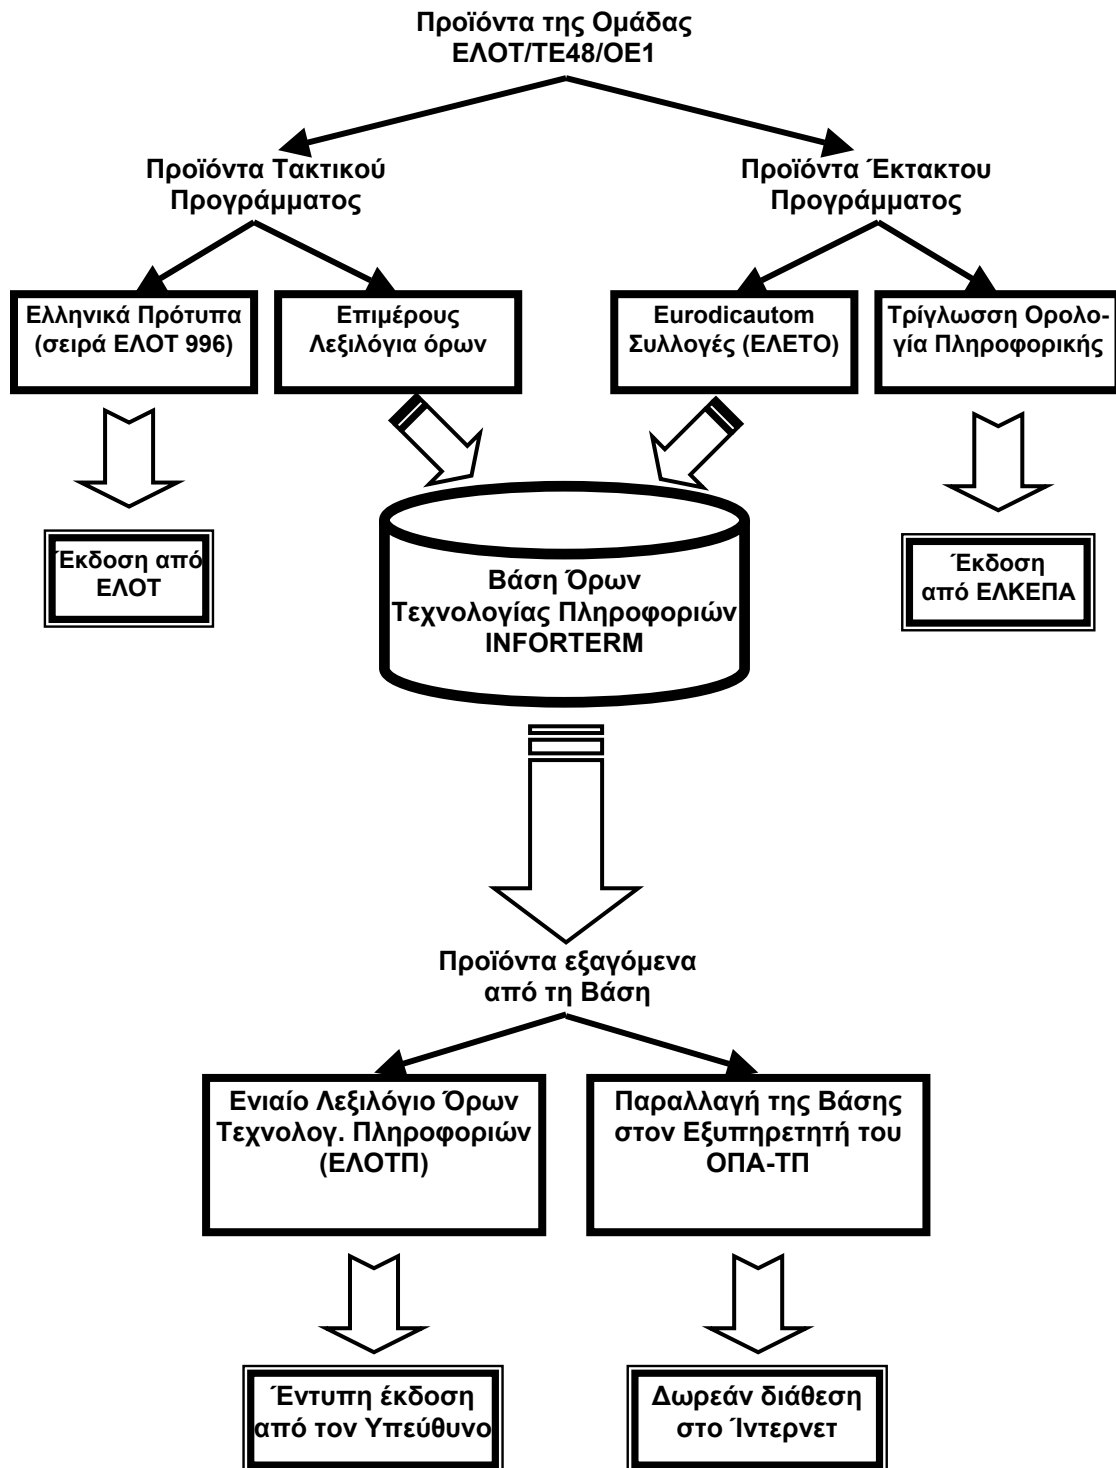 Προϊόντα της Ομάδας
ΕΛΟΤ/ΤΕ48/ΟΕ1
Προϊόντα Τακτικού
Προγράμματος
Προϊόντα Έκτακτου
Προγράμματος
Ελληνικά Πρότυπα
(σειρά ΕΛΟΤ 996)
Επιμέρους
Λεξιλόγια όρων
Eurodicautom
Συλλογές (ΕΛΕΤΟ)
Τρίγλωσση Ορολο-
γία Πληροφορικής
Έκδοση από
ΕΛΟΤ
Βάση Όρων
Τεχνολογίας Πληροφοριών
INFORTERM
Έκδοση
από ΕΛΚΕΠΑ
Προϊόντα εξαγόμενα
από τη Βάση
Ενιαίο Λεξιλόγιο Όρων
Τεχνολογ. Πληροφοριών
(ΕΛΟΤΠ)
Παραλλαγή της Βάσης
στον Εξυπηρετητή του
ΟΠΑ-ΤΠ
Έντυπη έκδοση
από τον Υπεύθυνο
Δωρεάν διάθεση
στο Ίντερνετ